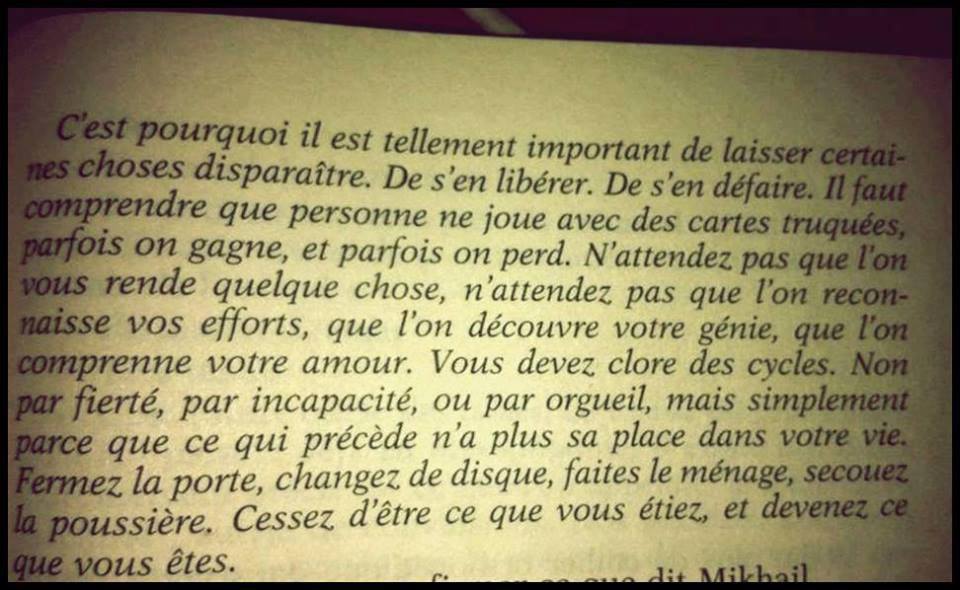 C'est pourquoi il est tellement important de laisser certai-
nes choses disparaître. De s'en libérer. De s'en défaire. Il faut
comprendre que personne ne joue avec des cartes truquées,
parfois on gagne, et parfois on perd. N'attendez pas que l'on
vous rende quelque chose, n'attendez pas que l'on recon-
naisse vos efforts, que l'on découvre votre génie, que l'on
comprenne votre amour. Vous devez clore des cycles. Non
par fierté, par incapacité, ou par orgueil, mais simplement
parce que ce qui précède n'a plus sa place dans votre vie.
Fermez la porte, changez de disque, faites le ménage, secouez
la poussière. Cessez d'être ce que vous étiez, et devenez ce
que vous êtes.
ce que dit Mikhail